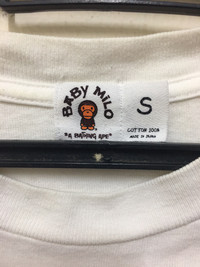 BABY MILO
"A BATHING APE"
S
COTTON 100%
MADE IN JAPAN